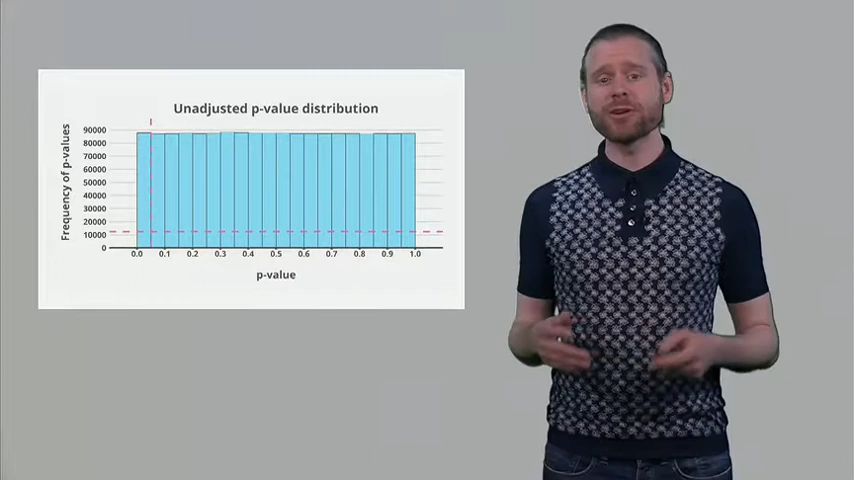 Unadjusted p-value distribution
Frequency of p-values
90000
80000
70000
60000
50000
40000
30000
20000
10000
0
0.0 0.1 0.2 0.3 0.4 0.5 0.6 0.7 0.8 0.9 1.0
p-value